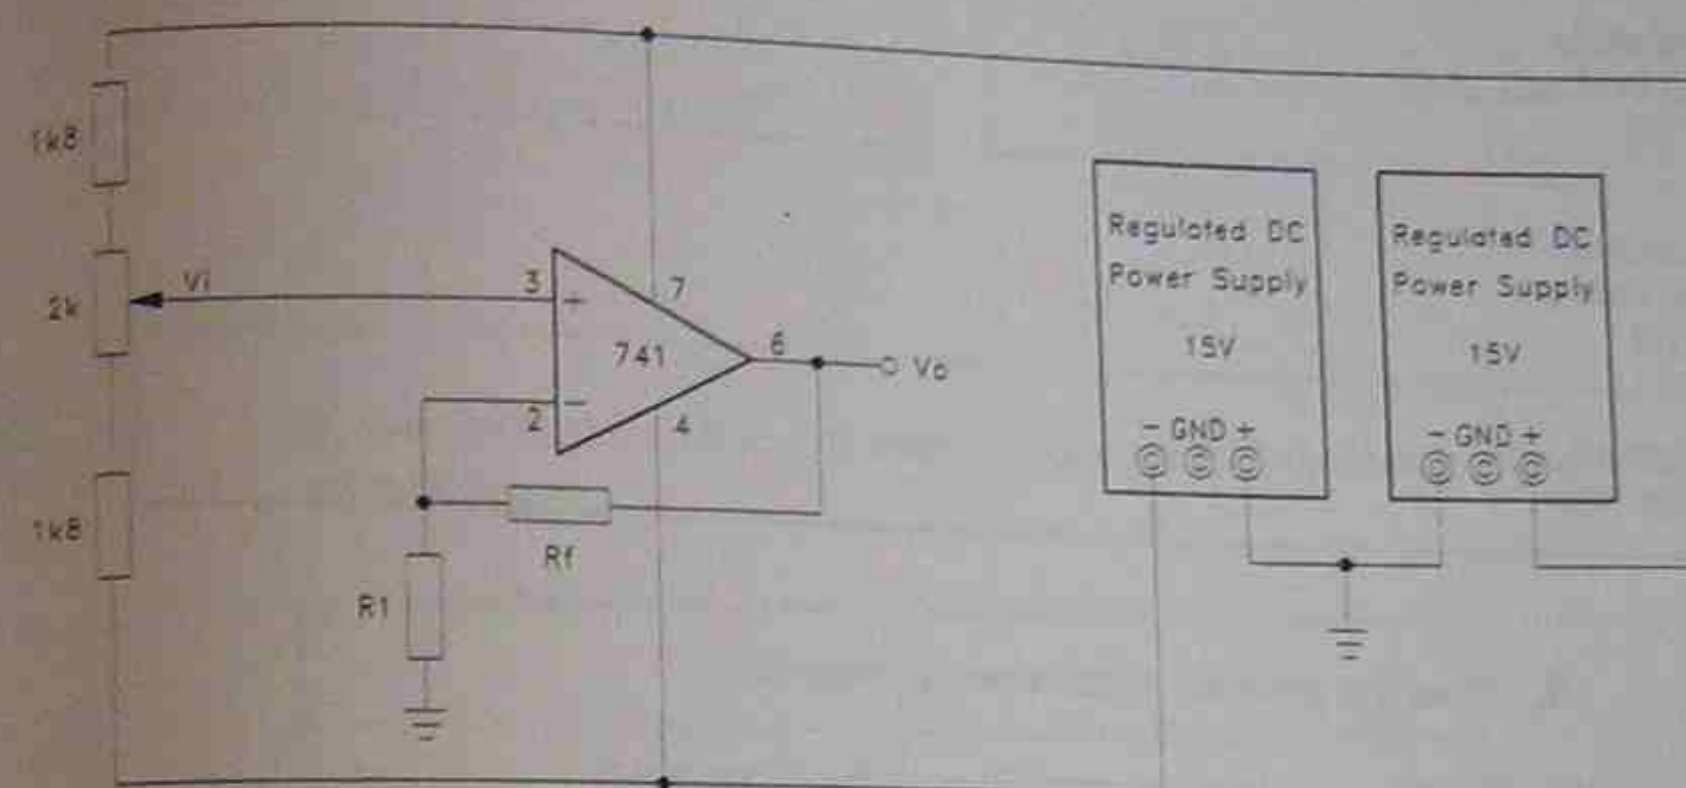 1k8
2k
1k8
Vi
3
+
7
741
6
Vo
2
−
4
Rf
R1
Regulated DC
Power Supply
15V
- GND +
Regulated DC
Power Supply
15V
- GND +